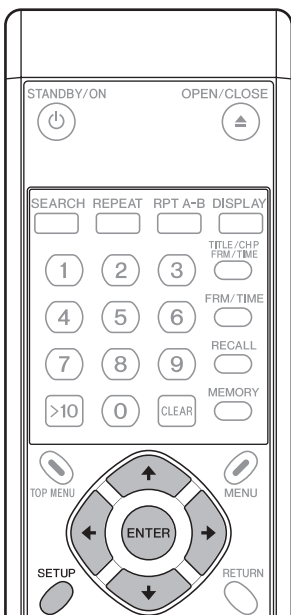 STANDBY/ON OPEN/CLOSE
SEARCH REPEAT RPT A-B DISPLAY
TITLE/CHP
FRM/TIME
1 2 3
FRM/TIME
4 5 6
RECALL
7 8 9
MEMORY
>10 0 CLEAR
TOP MENU MENU
ENTER
SETUP RETURN